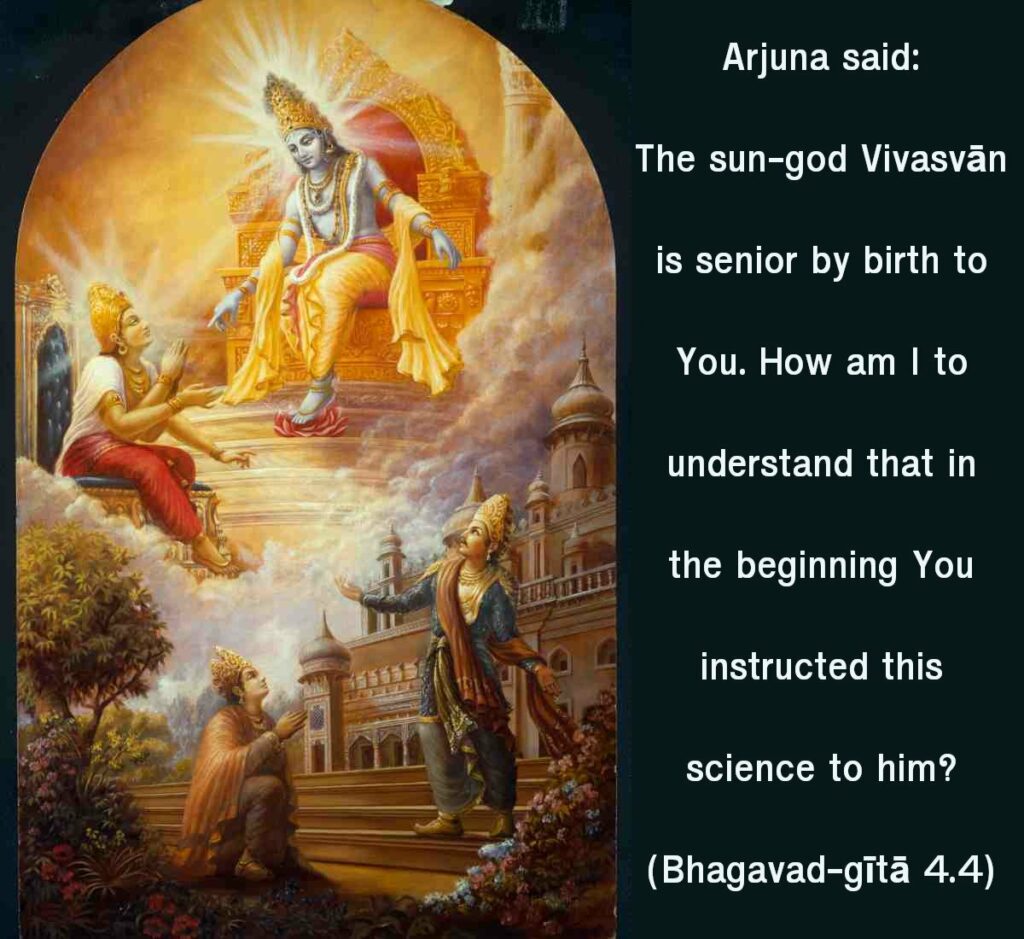 Arjuna said:
The sun-god Vivasvān
is senior by birth to
You. How am I to
understand that in
the beginning You
instructed this
science to him?
(Bhagavad-gītā 4.4)